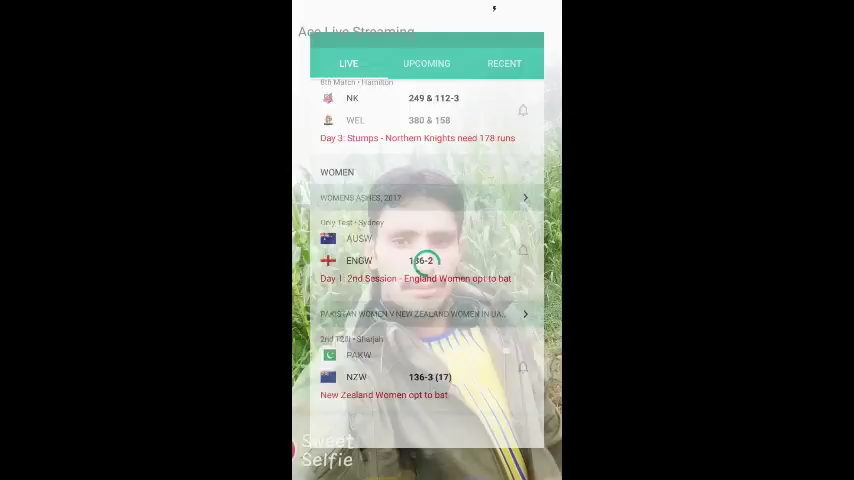 Ace Live Streaming
LIVE UPCOMING RECENT
8th Match • Hamilton
NK 249 & 112-3
WEL 380 & 158
Day 3: Stumps - Northern Knights need 178 runs
WOMEN
WOMENS ASHES, 2017
Only Test • Sydney
AUSW
ENGW 136-2
Day 1: 2nd Session - England Women opt to bat
PAKISTAN WOMEN V NEW ZEALAND WOMEN IN UA...
2nd T20I • Sharjah
PAKW
NZW 136-3 (17)
New Zealand Women opt to bat
Sweet
Selfie